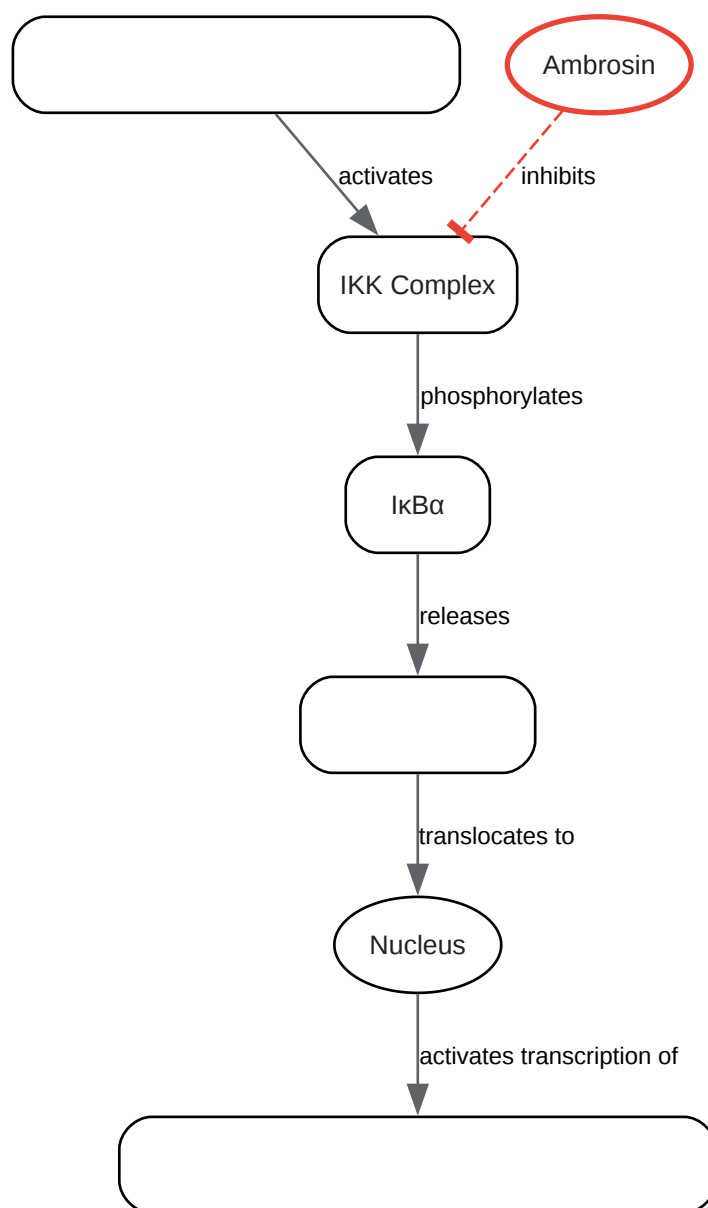 Ambrosin
activates
inhibits
IKK Complex
phosphorylates
IκBα
releases
translocates to
Nucleus
activates transcription of